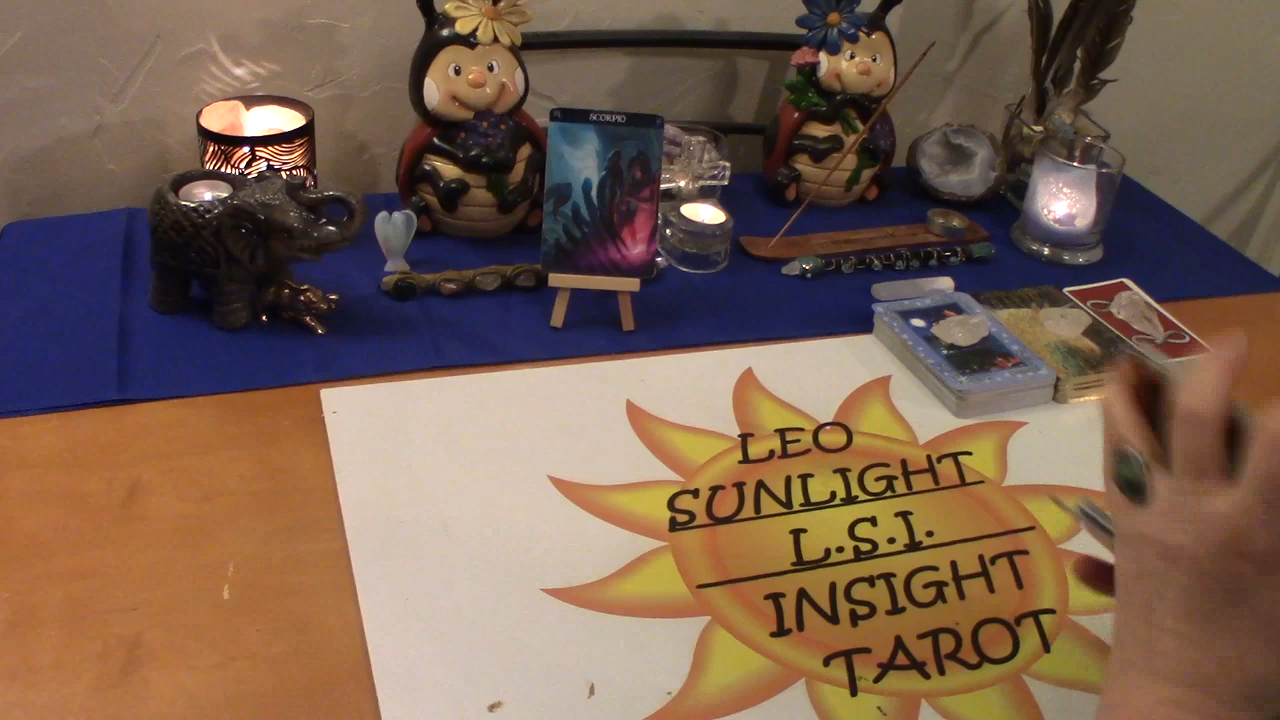 SCORPIO
LEO
SUNLIGHT
L.S.I.
INSIGHT
TAROT